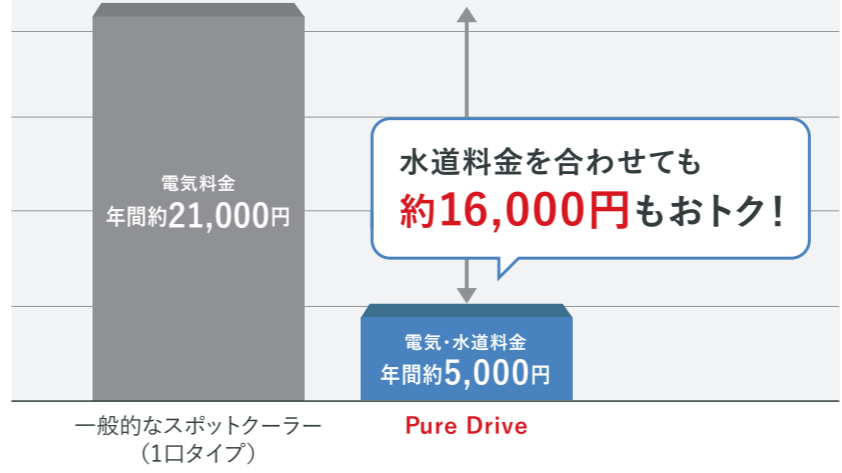 水道料金を合わせても
約16,000円もおトク！
電気料金
年間約21,000円
電気・水道料金
年間約5,000円
一般的なスポットクーラー
（1口タイプ）
Pure Drive